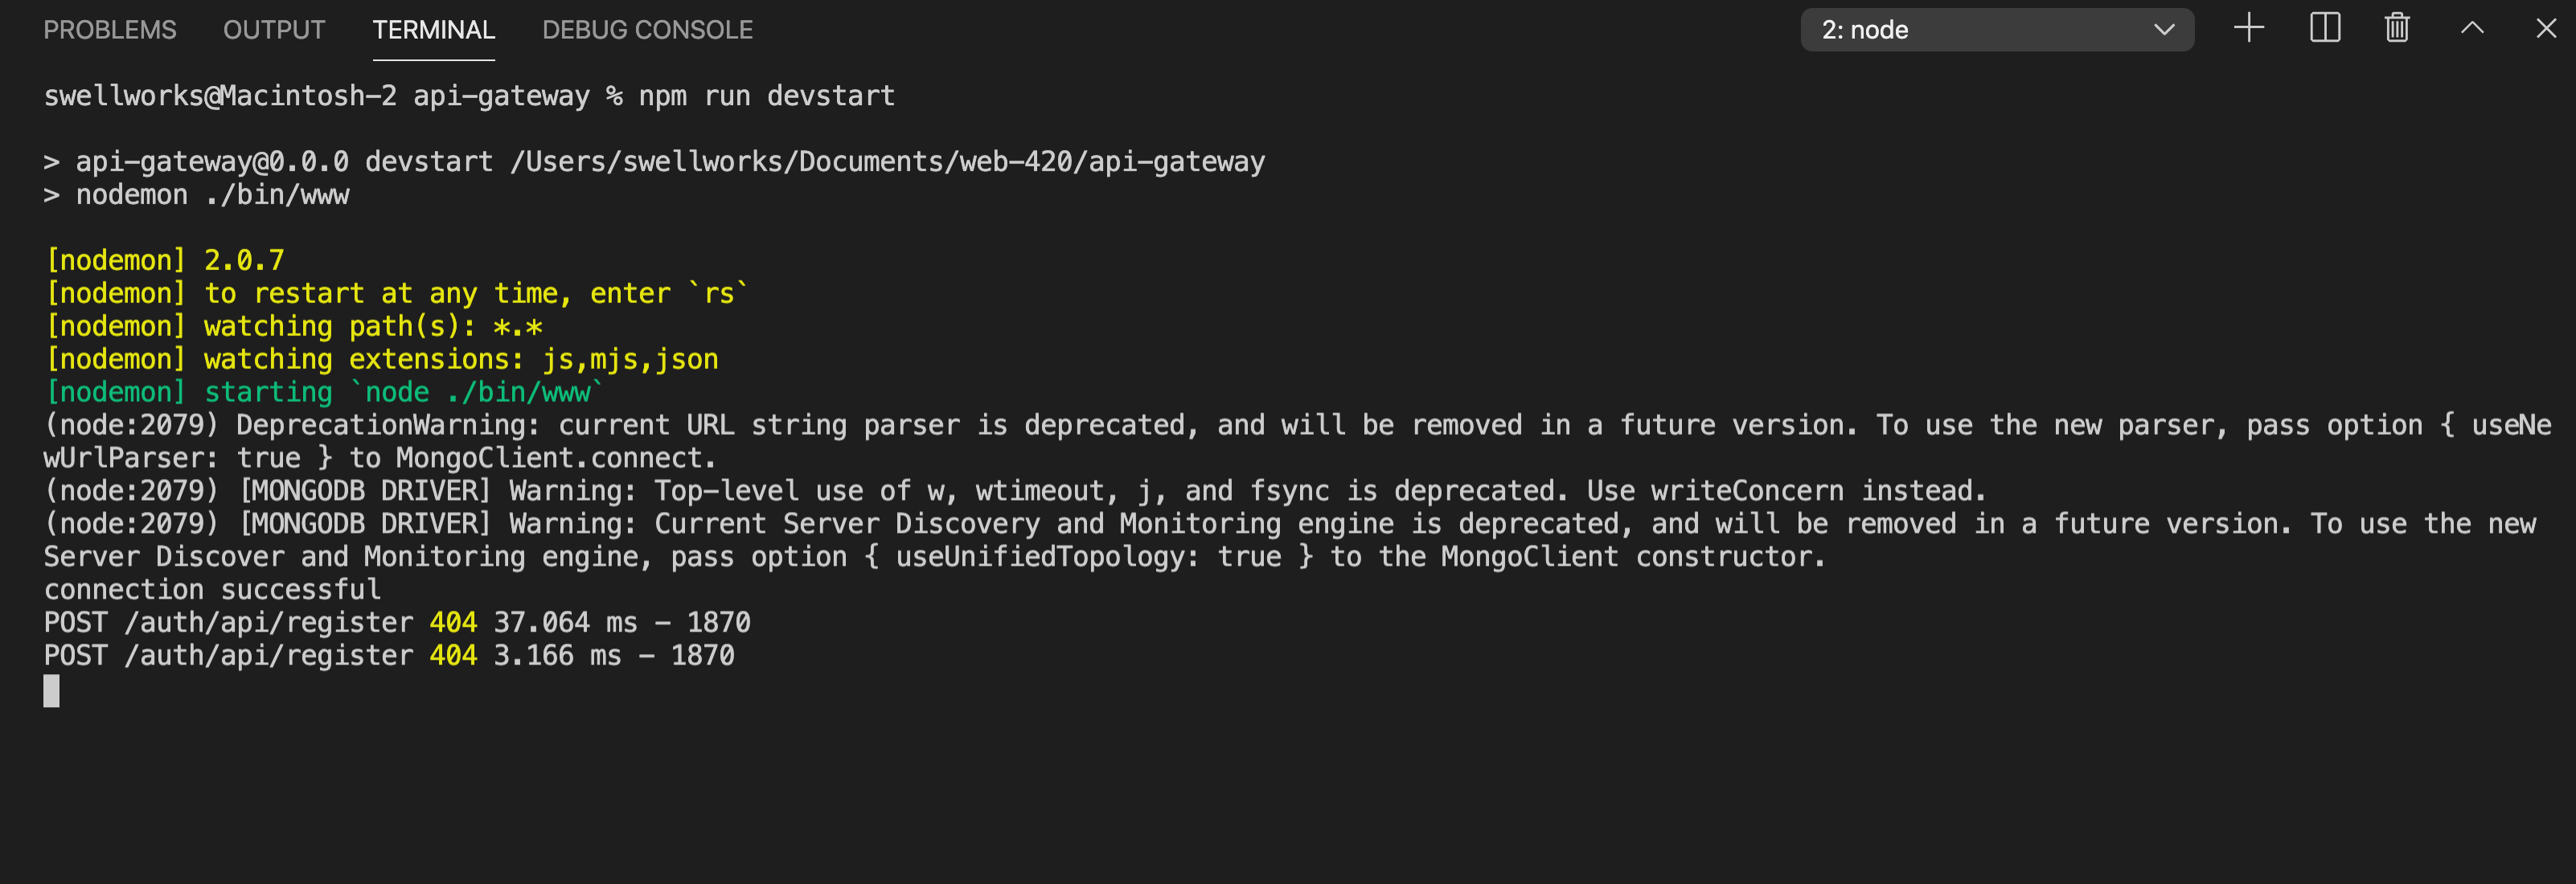 PROBLEMS OUTPUT TERMINAL DEBUG CONSOLE 2: node
swellworks@Macintosh-2 api-gateway % npm run devstart
> api-gateway@0.0.0 devstart /Users/swellworks/Documents/web-420/api-gateway
> nodemon ./bin/www
[nodemon] 2.0.7
[nodemon] to restart at any time, enter `rs`
[nodemon] watching path(s): *.*
[nodemon] watching extensions: js,mjs,json
[nodemon] starting `node ./bin/www`
(node:2079) DeprecationWarning: current URL string parser is deprecated, and will be removed in a future version. To use the new parser, pass option { useNe
wUrlParser: true } to MongoClient.connect.
(node:2079) [MONGODB DRIVER] Warning: Top-level use of w, wtimeout, j, and fsync is deprecated. Use writeConcern instead.
(node:2079) [MONGODB DRIVER] Warning: Current Server Discovery and Monitoring engine is deprecated, and will be removed in a future version. To use the new
Server Discover and Monitoring engine, pass option { useUnifiedTopology: true } to the MongoClient constructor.
connection successful
POST /auth/api/register 404 37.064 ms - 1870
POST /auth/api/register 404 3.166 ms - 1870